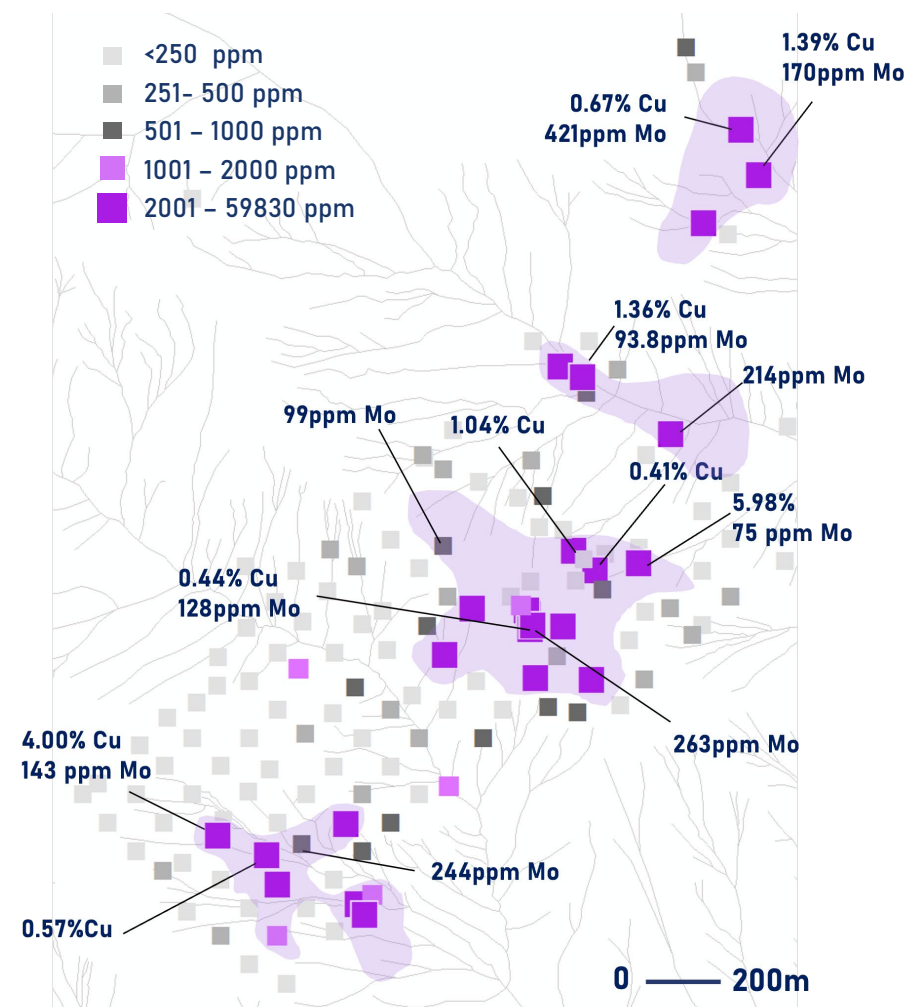 <250 ppm
251- 500 ppm
501 – 1000 ppm
1001 – 2000 ppm
2001 – 59830 ppm
1.39% Cu
170ppm Mo
0.67% Cu
421ppm Mo
1.36% Cu
93.8ppm Mo
214ppm Mo
99ppm Mo
1.04% Cu
0.41% Cu
5.98%
75 ppm Mo
0.44% Cu
128ppm Mo
263ppm Mo
4.00% Cu
143 ppm Mo
244ppm Mo
0.57%Cu
0 200m